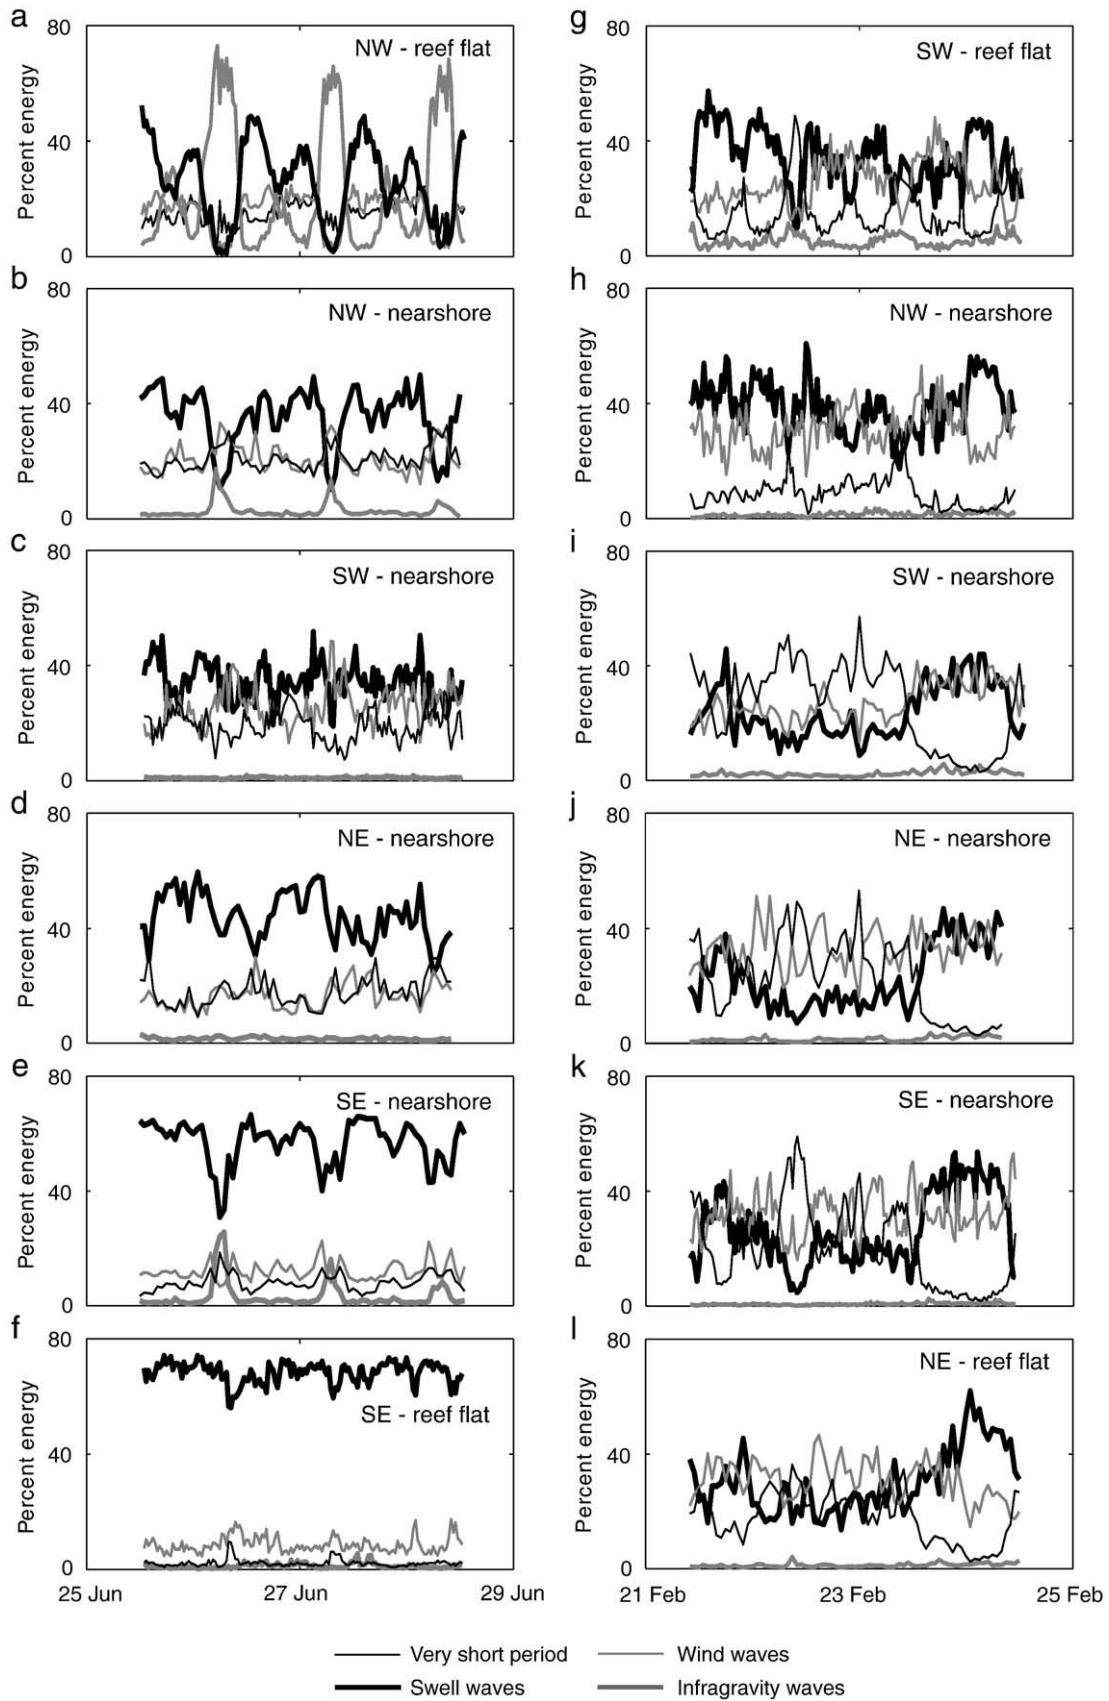 a
80
40
0
Percent energy
NW - reef flat
b
80
40
0
Percent energy
NW - nearshore
c
80
40
0
Percent energy
SW - nearshore
d
80
40
0
Percent energy
NE - nearshore
e
80
40
0
Percent energy
SE - nearshore
f
80
40
0
Percent energy
SE - reef flat
25 Jun
27 Jun
29 Jun
g
80
40
0
Percent energy
SW - reef flat
h
80
40
0
Percent energy
NW - nearshore
i
80
40
0
Percent energy
SW - nearshore
j
80
40
0
Percent energy
NE - nearshore
k
80
40
0
Percent energy
SE - nearshore
l
80
40
0
Percent energy
NE - reef flat
21 Feb
23 Feb
25 Feb
Very short period
Wind waves
Swell waves
Infragravity waves